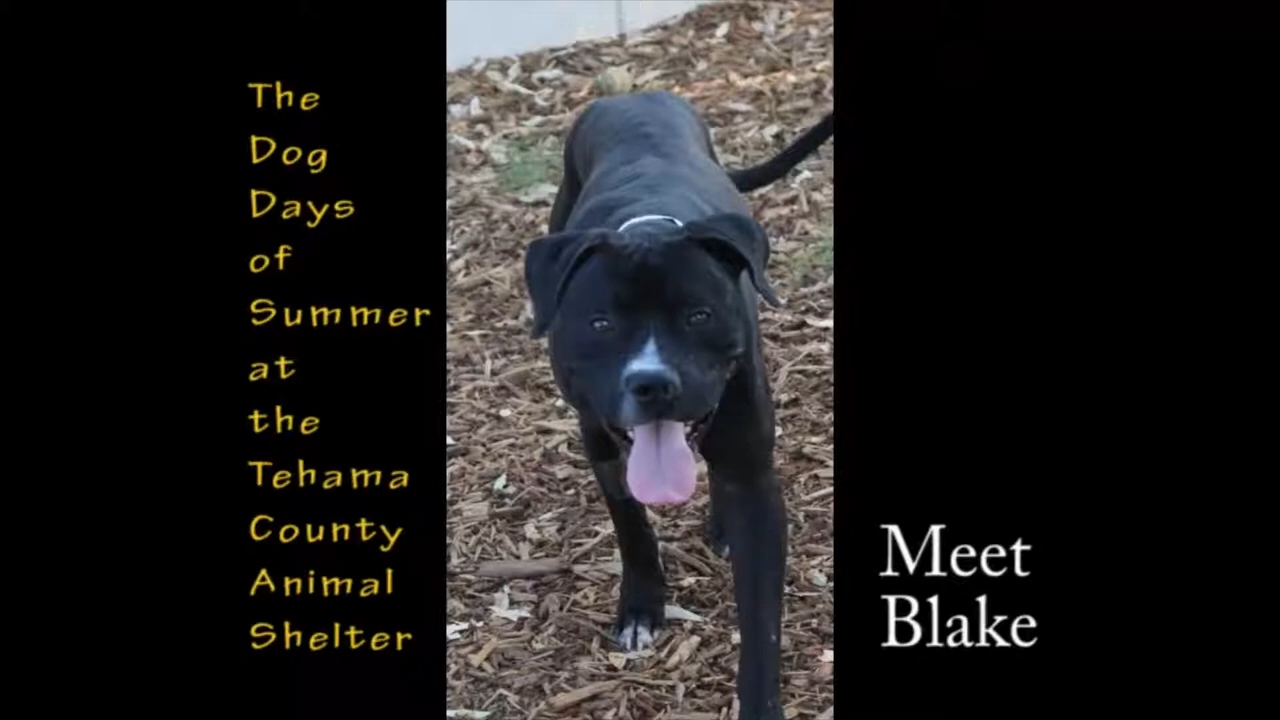 The
Dog
Days
of
Summer
at
the
Tehama
County
Animal
Shelter
Meet
Blake